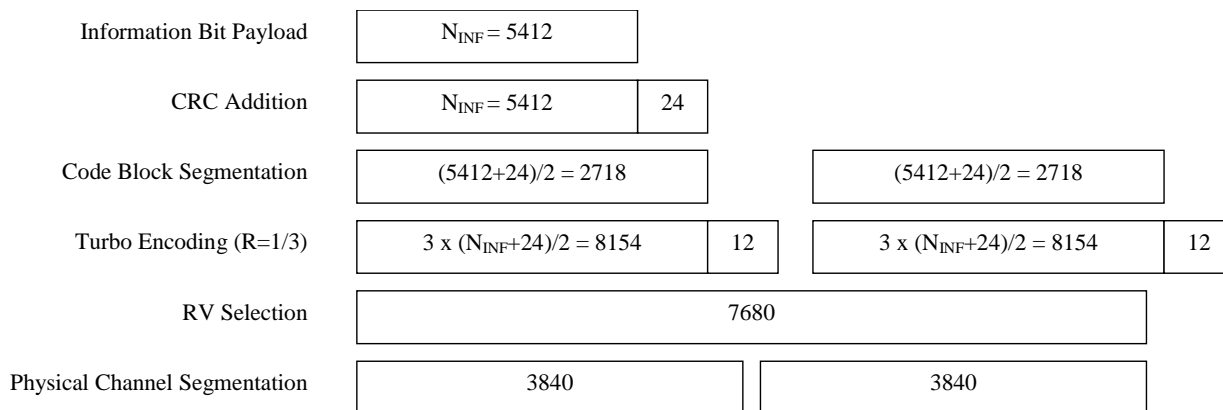 Information Bit Payload N_INF = 5412
CRC Addition N_INF = 5412 24
Code Block Segmentation (5412+24)/2 = 2718 (5412+24)/2 = 2718
Turbo Encoding (R=1/3) 3 x (N_INF+24)/2 = 8154 12 3 x (N_INF+24)/2 = 8154 12
RV Selection 7680
Physical Channel Segmentation 3840 3840